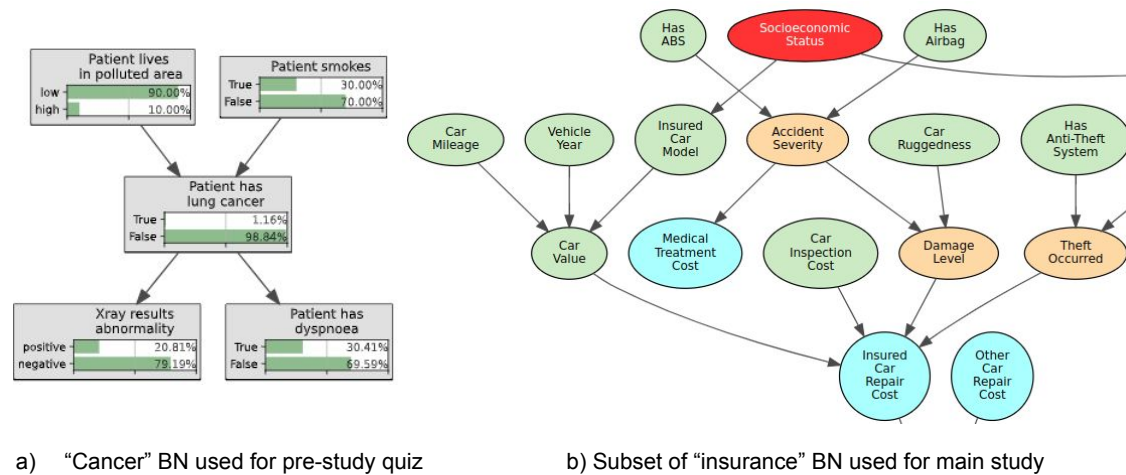 Patient lives
in polluted area
low 90.00%
high 10.00%
Patient smokes
True 30.00%
False 70.00%
Patient has
lung cancer
True 1.16%
False 98.84%
Xray results
abnormality
positive 20.81%
negative 79.19%
Patient has
dyspnoea
True 30.41%
False 69.59%
a) “Cancer” BN used for pre-study quiz
Has
ABS
Socioeconomic
Status
Has
Airbag
Car
Mileage
Vehicle
Year
Insured
Car
Model
Accident
Severity
Car
Ruggedness
Has
Anti-Theft
System
Car
Value
Medical
Treatment
Cost
Car
Inspection
Cost
Damage
Level
Theft
Occurred
Insured
Car
Repair
Cost
Other
Car
Repair
Cost
b) Subset of “insurance” BN used for main study